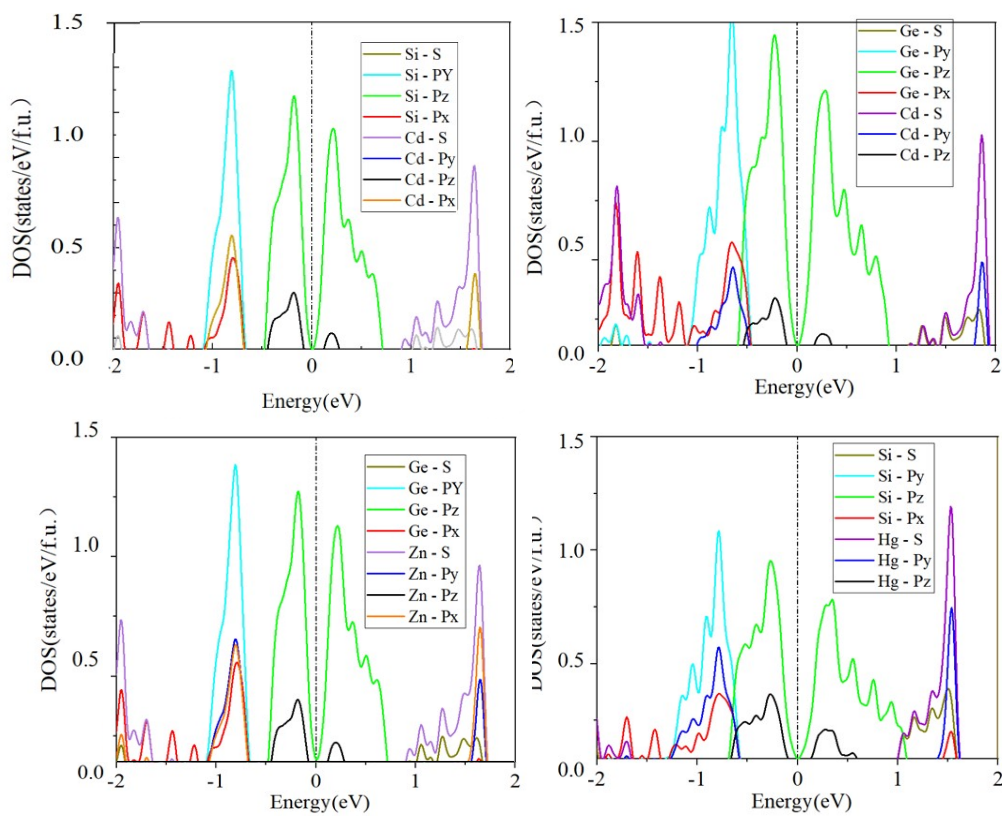 1.5
1.0
0.5
0.0
DOS(states/eV/f.u.)
Si - S
Si - PY
Si - Pz
Si - Px
Cd - S
Cd - Py
Cd - Pz
Cd - Px
-2 -1 0 1 2
Energy(eV)
1.5
1.0
0.5
0.0
DOS(states/eV/f.u.)
Ge - S
Ge - Py
Ge - Pz
Ge - Px
Cd - S
Cd - Py
Cd - Pz
-2 -1 0 1 2
Energy(eV)
1.5
1.0
0.5
0.0
DOS(states/eV/f.u.)
Ge - S
Ge - PY
Ge - Pz
Ge - Px
Zn - S
Zn - Py
Zn - Pz
Zn - Px
-2 -1 0 1 2
Energy(eV)
1.5
1.0
0.5
0.0
DOS(states/eV/f.u.)
Si - S
Si - Py
Si - Pz
Si - Px
Hg - S
Hg - Py
Hg - Pz
-2 -1 0 1 2
Energy(eV)